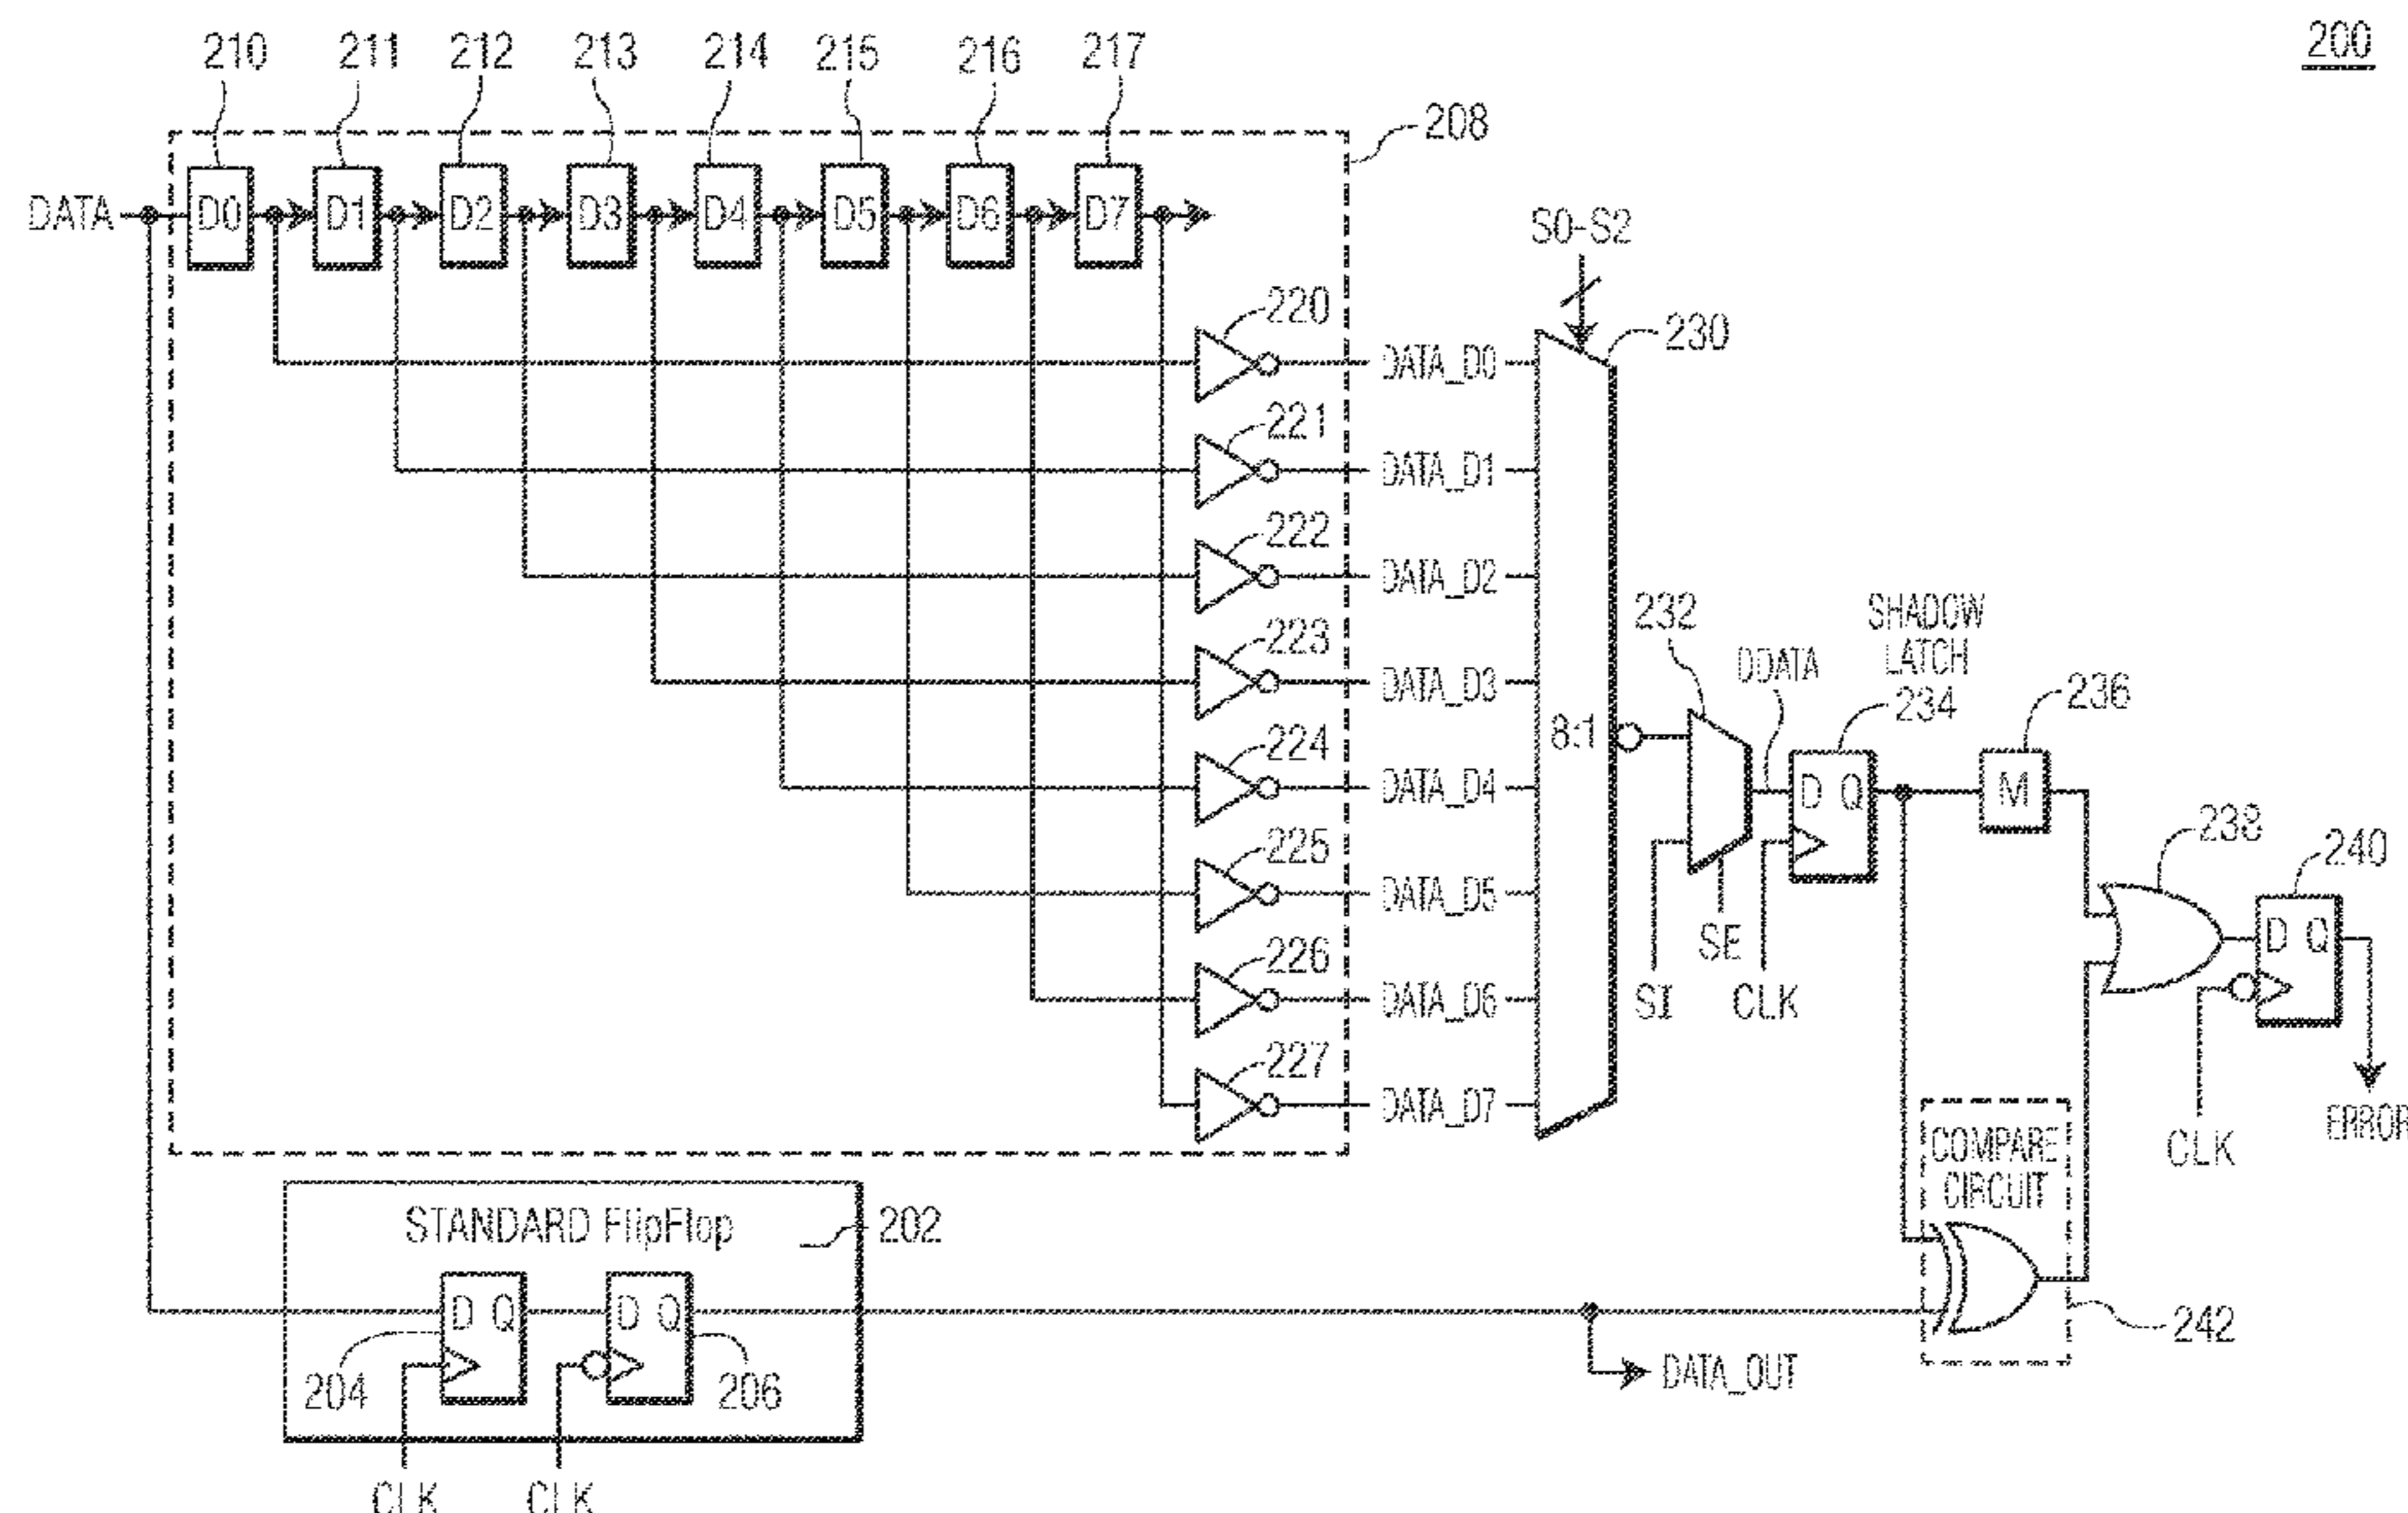 200
210 211 212 213 214 215 216 217
208
DATA D0 D1 D2 D3 D4 D5 D6 D7
S0-S2
220
230
DATA_D0
221
DATA_D1
222
DATA_D2
223
DATA_D3
224
DATA_D4
225
DATA_D5
226
DATA_D6
227
DATA_D7
8:1
232
DDATA
SHADOW
LATCH
234
D Q
236
M
SI
SE
CLK
238
240
D Q
CLK
ERROR
COMPARE
CIRCUIT
242
STANDARD FlipFlop
202
D Q
D Q
204
206
CLK
CLK
DATA_OUT